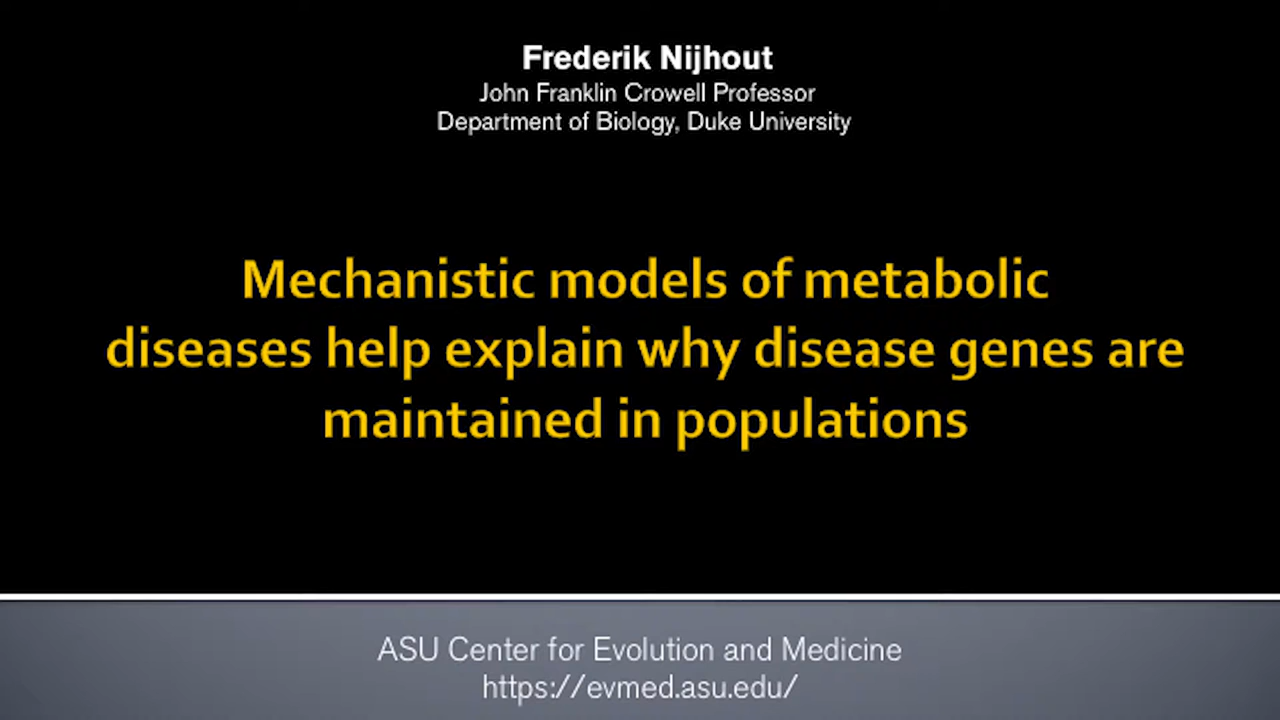 Frederik Nijhout
John Franklin Crowell Professor
Department of Biology, Duke University
Mechanistic models of metabolic
diseases help explain why disease genes are
maintained in populations
ASU Center for Evolution and Medicine
https://evmed.asu.edu/